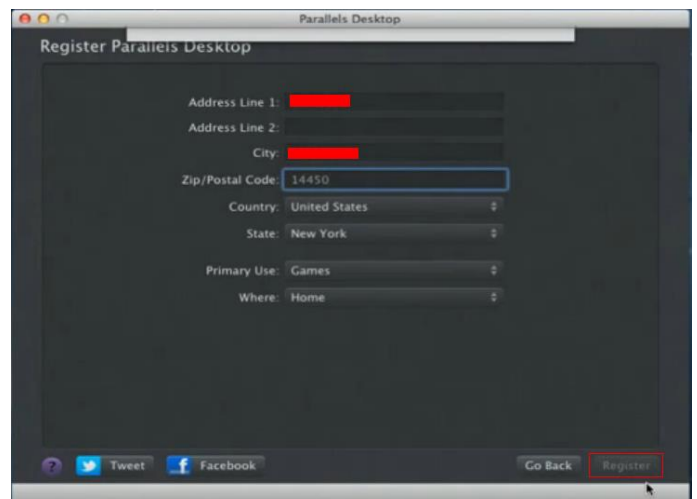 Parallels Desktop
Register Parallels Desktop
Address Line 1:
Address Line 2:
City:
Zip/Postal Code: 14450
Country: United States
State: New York
Primary Use: Games
Where: Home
? Tweet Facebook Go Back Register